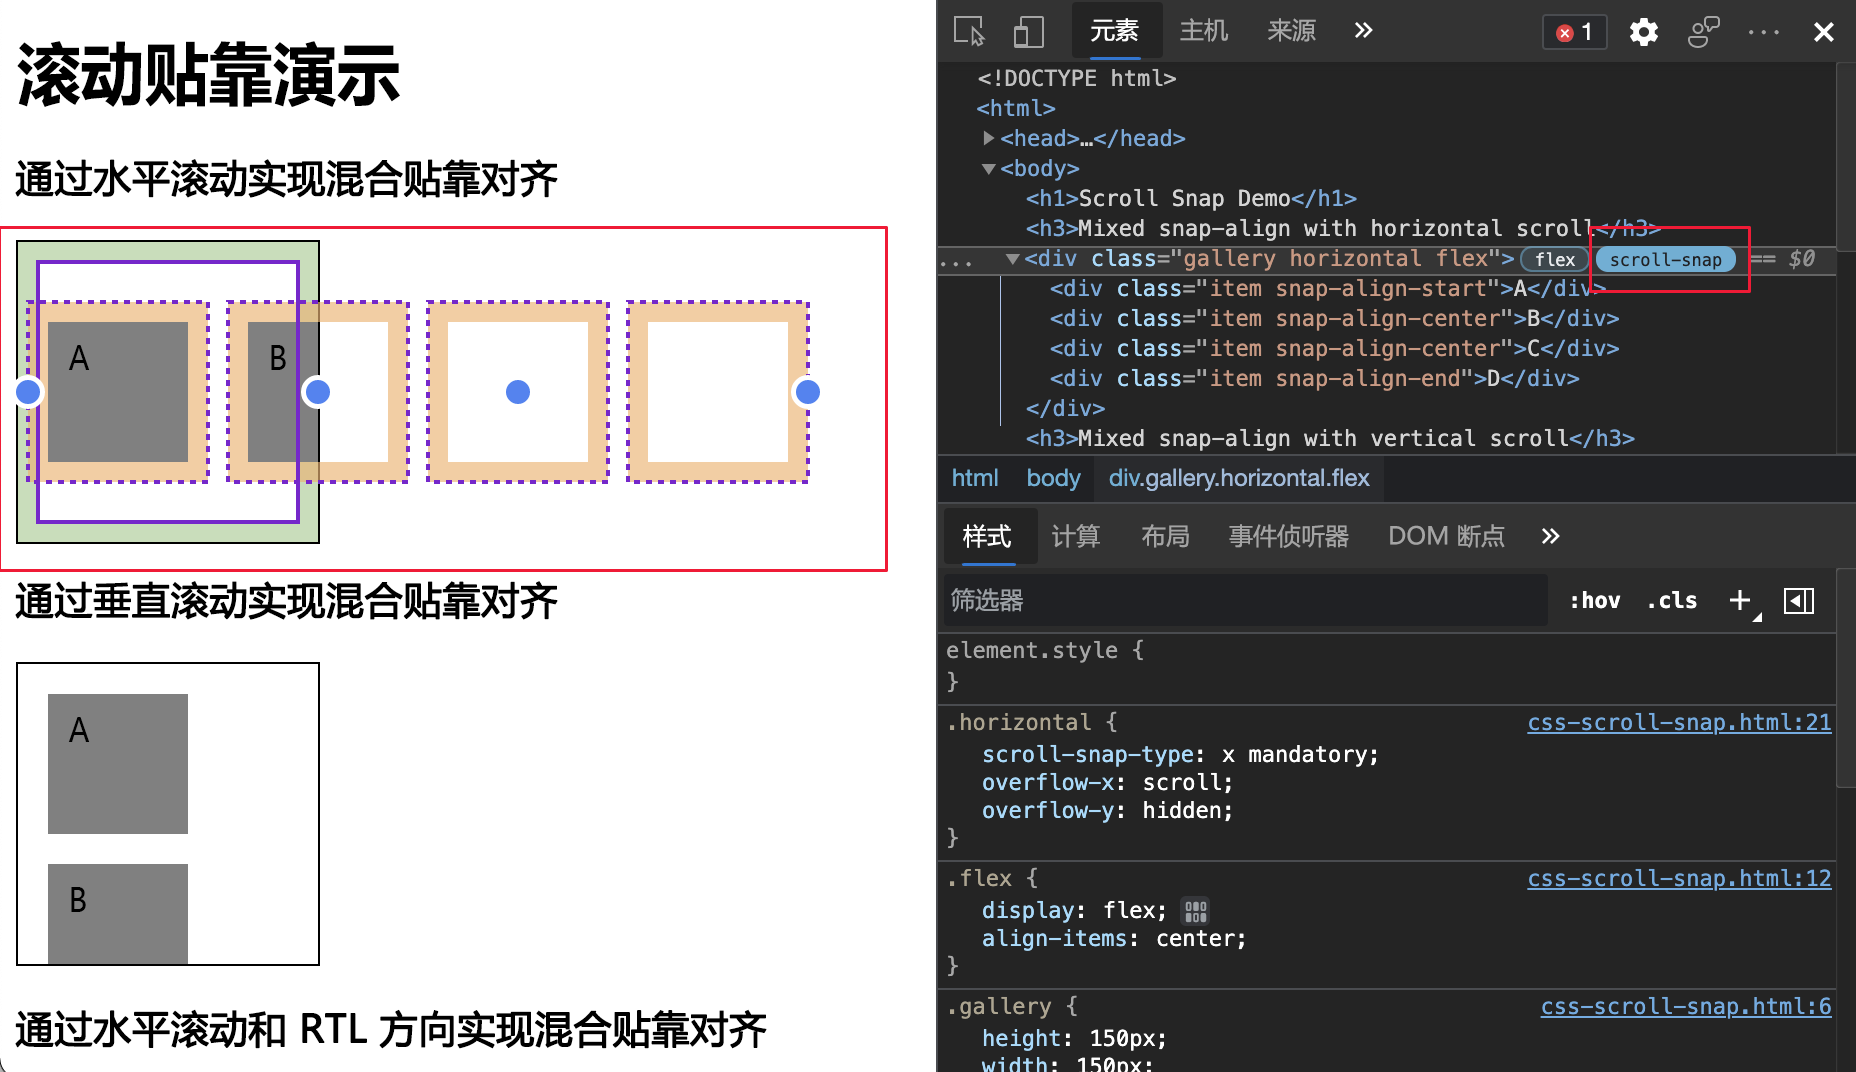 滚动贴靠演示
通过水平滚动实现混合贴靠对齐
A
B
通过垂直滚动实现混合贴靠对齐
A
B
通过水平滚动和 RTL 方向实现混合贴靠对齐
元素 主机 来源 1
<!DOCTYPE html>
<html>
<head>…</head>
<body>
<h1>Scroll Snap Demo</h1>
<h3>Mixed snap-align with horizontal scroll</h3>
... <div class="gallery horizontal flex"> flex scroll-snap == $0
<div class="item snap-align-start">A</div>
<div class="item snap-align-center">B</div>
<div class="item snap-align-center">C</div>
<div class="item snap-align-end">D</div>
</div>
<h3>Mixed snap-align with vertical scroll</h3>
html body div.gallery.horizontal.flex
样式 计算 布局 事件侦听器 DOM 断点
筛选器 :hov .cls
element.style {
}
.horizontal { css-scroll-snap.html:21
scroll-snap-type: x mandatory;
overflow-x: scroll;
overflow-y: hidden;
}
.flex { css-scroll-snap.html:12
display: flex;
align-items: center;
}
.gallery { css-scroll-snap.html:6
height: 150px;
width: 150px;